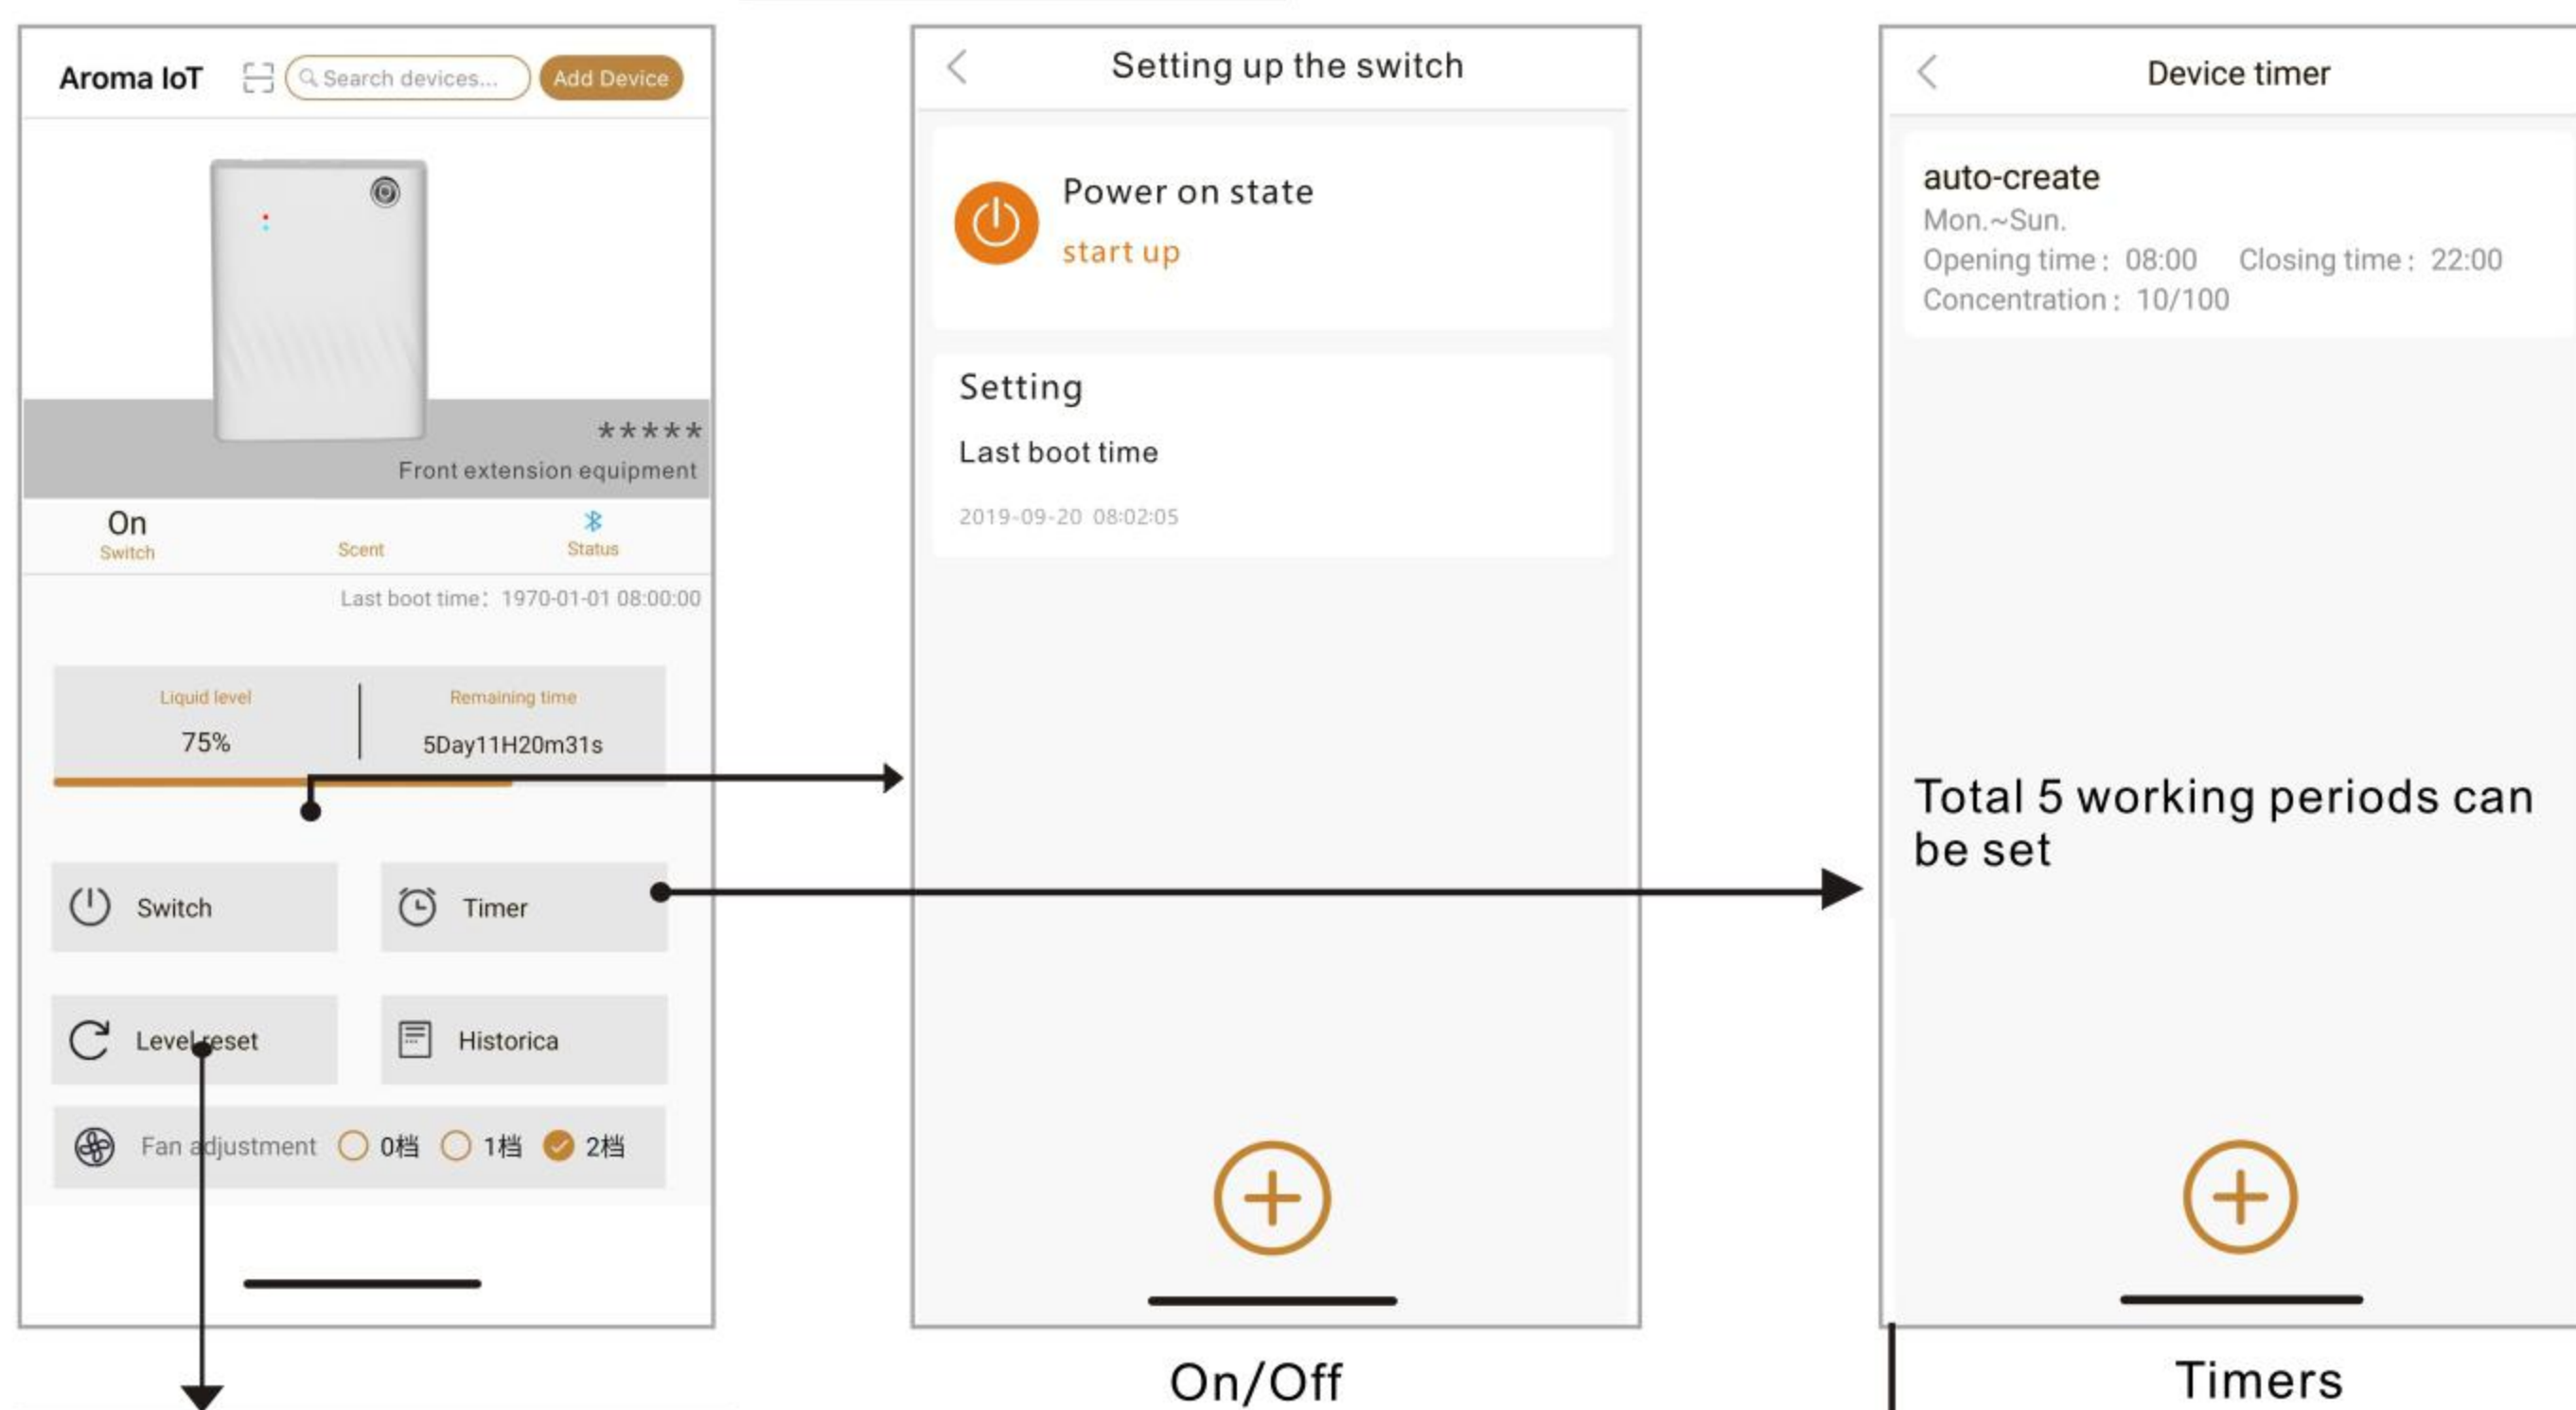 Aroma IoT
Search devices...
Add Device
*****
Front extension equipment
On
Switch
Scent
Status
Last boot time: 1970-01-01 08:00:00
Liquid level
Remaining time
75%
5Day11H20m31s
Switch
Timer
Level reset
Historica
Fan adjustment 0档 1档 2档
Setting up the switch
Power on state
start up
Setting
Last boot time
2019-09-20 08:02:05
On/Off
Device timer
auto-create
Mon.~Sun.
Opening time: 08:00 Closing time: 22:00
Concentration: 10/100
Total 5 working periods can
be set
Timers